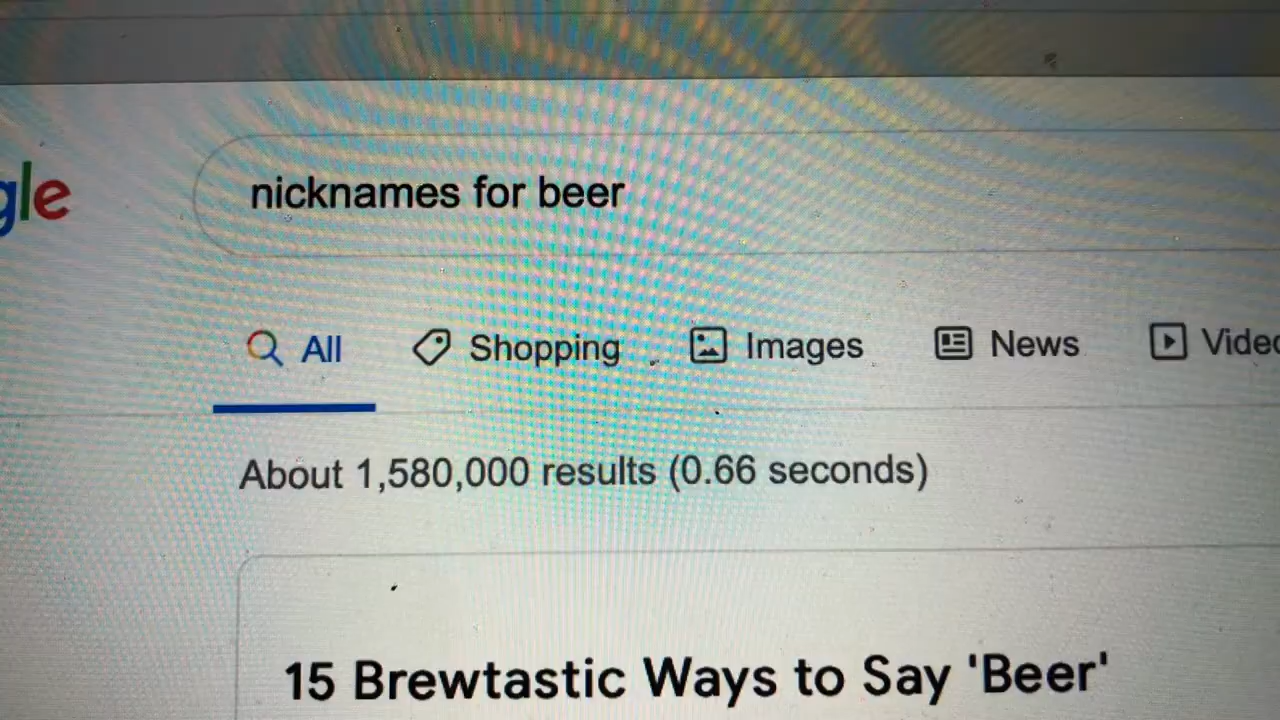 gle
nicknames for beer
All Shopping Images News Videc
About 1,580,000 results (0.66 seconds)
15 Brewtastic Ways to Say 'Beer'